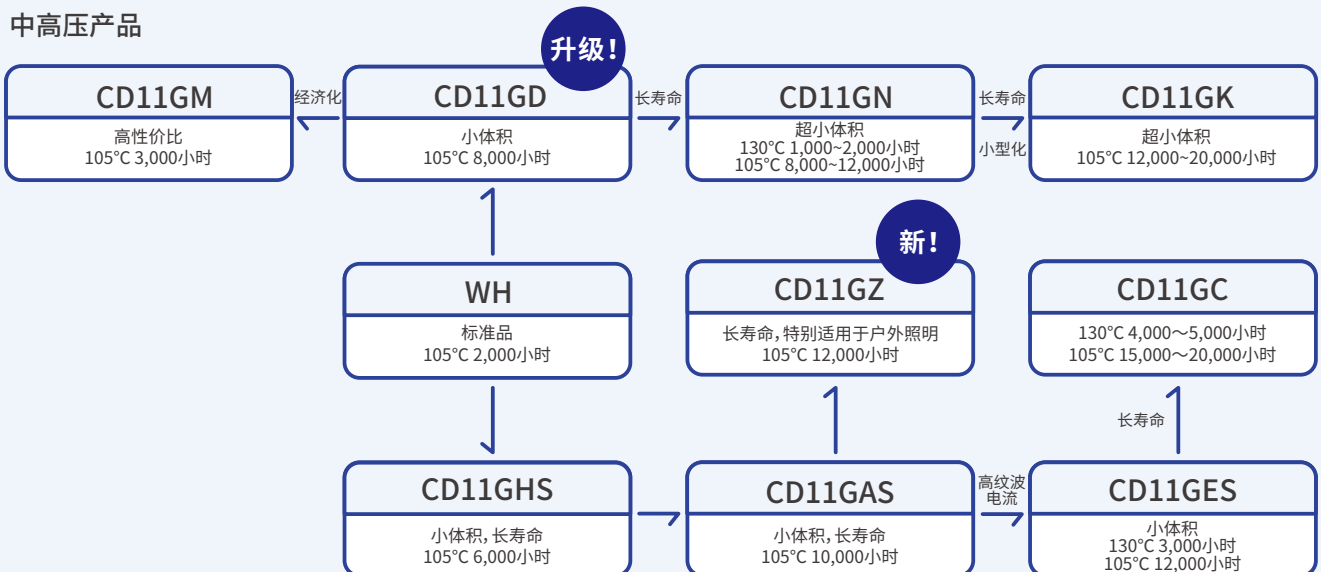 中高压产品
升级!
CD11GM
高性价比
105°C 3,000小时
经济化
CD11GD
小体积
105°C 8,000小时
长寿命
CD11GN
超小体积
130°C 1,000~2,000小时
105°C 8,000~12,000小时
长寿命
小型化
CD11GK
超小体积
105°C 12,000~20,000小时
WH
标准品
105°C 2,000小时
新!
CD11GZ
长寿命,特别适用于户外照明
105°C 12,000小时
CD11GC
130°C 4,000～5,000小时
105°C 15,000～20,000小时
长寿命
CD11GHS
小体积,长寿命
105°C 6,000小时
CD11GAS
小体积,长寿命
105°C 10,000小时
高纹波
电流
CD11GES
小体积
130°C 3,000小时
105°C 12,000小时